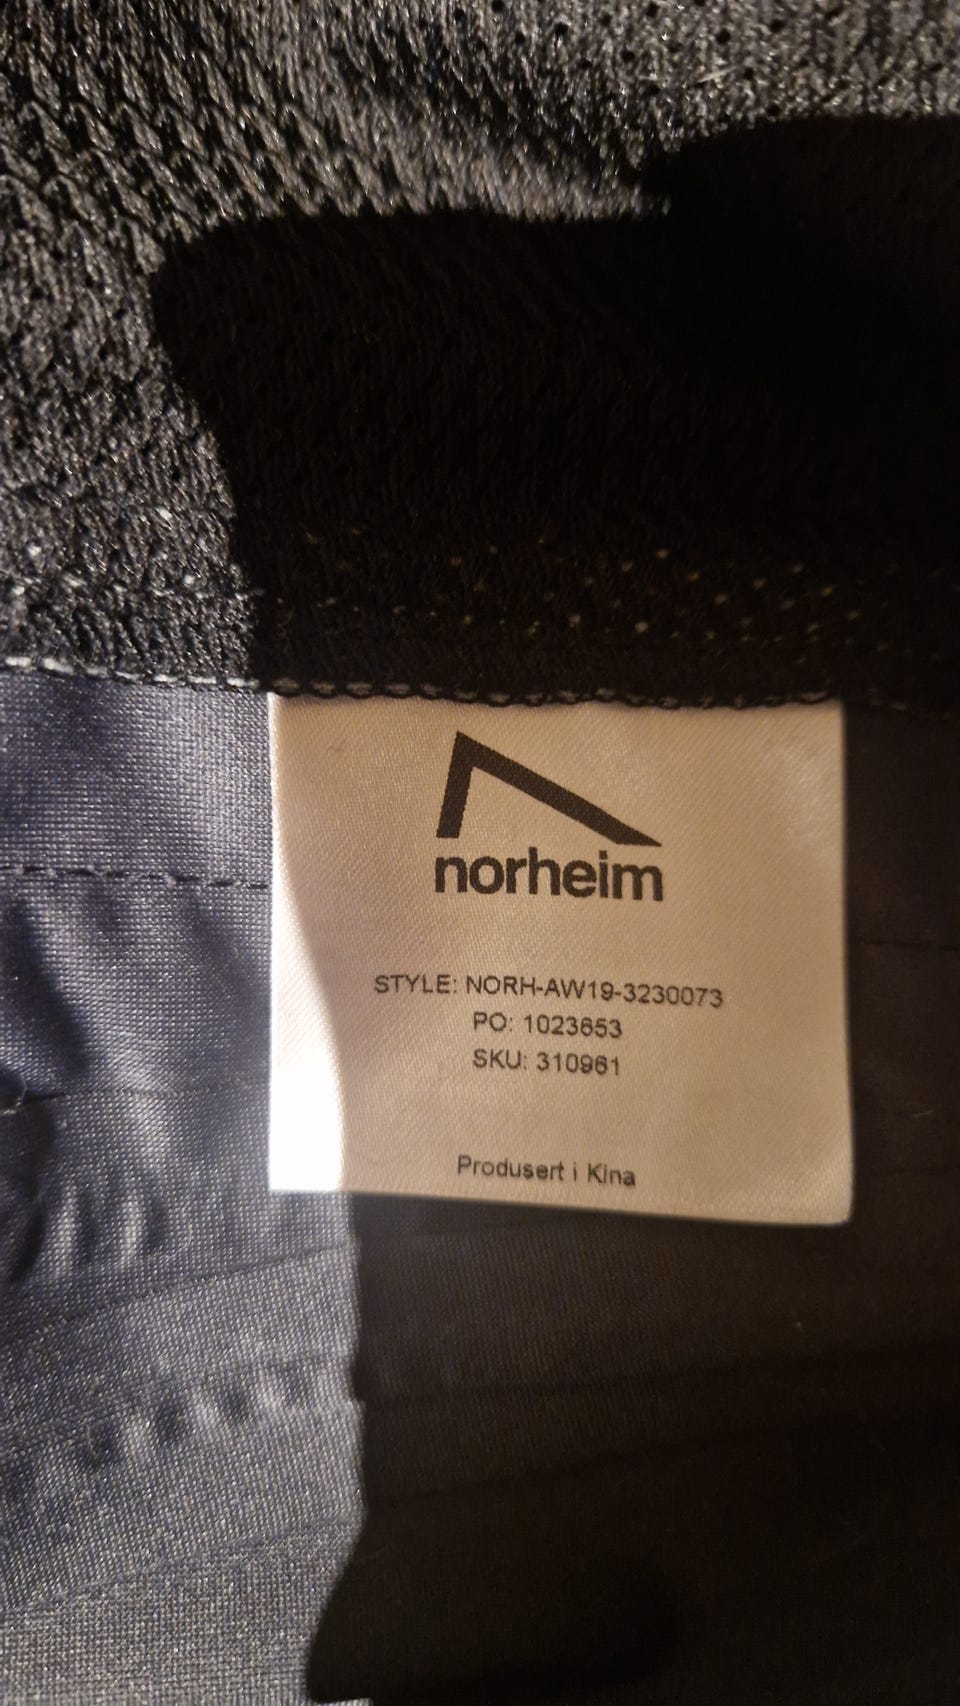 norheim
STYLE: NORH-AW19-3230073
PO: 1023653
SKU: 310961
Produsert i Kina